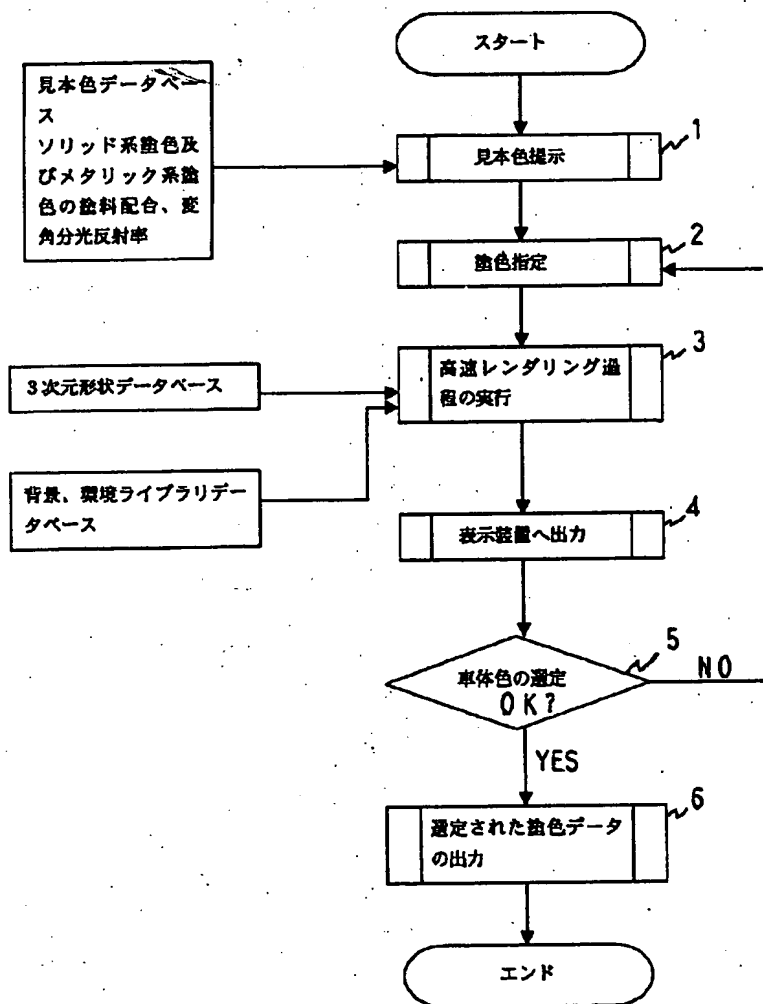 スタート
見本色データベー
ス
ソリッド系塗色及
びメタリック系塗
色の塗料配合、変
角分光反射率
1
見本色提示
2
塗色指定
3
高速レンダリング過
程の実行
3次元形状データベース
背景、環境ライブラリデー
タベース
4
表示装置へ出力
5
車体色の選定
OK?
NO
YES
6
選定された塗色データ
の出力
エンド